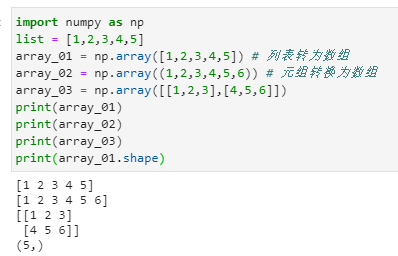 import numpy as np
list = [1,2,3,4,5]
array_01 = np.array([1,2,3,4,5]) # 列表转为数组
array_02 = np.array((1,2,3,4,5,6)) # 元组转换为数组
array_03 = np.array([[1,2,3],[4,5,6]])
print(array_01)
print(array_02)
print(array_03)
print(array_01.shape)
[1 2 3 4 5]
[1 2 3 4 5 6]
[[1 2 3]
 [4 5 6]]
(5,)